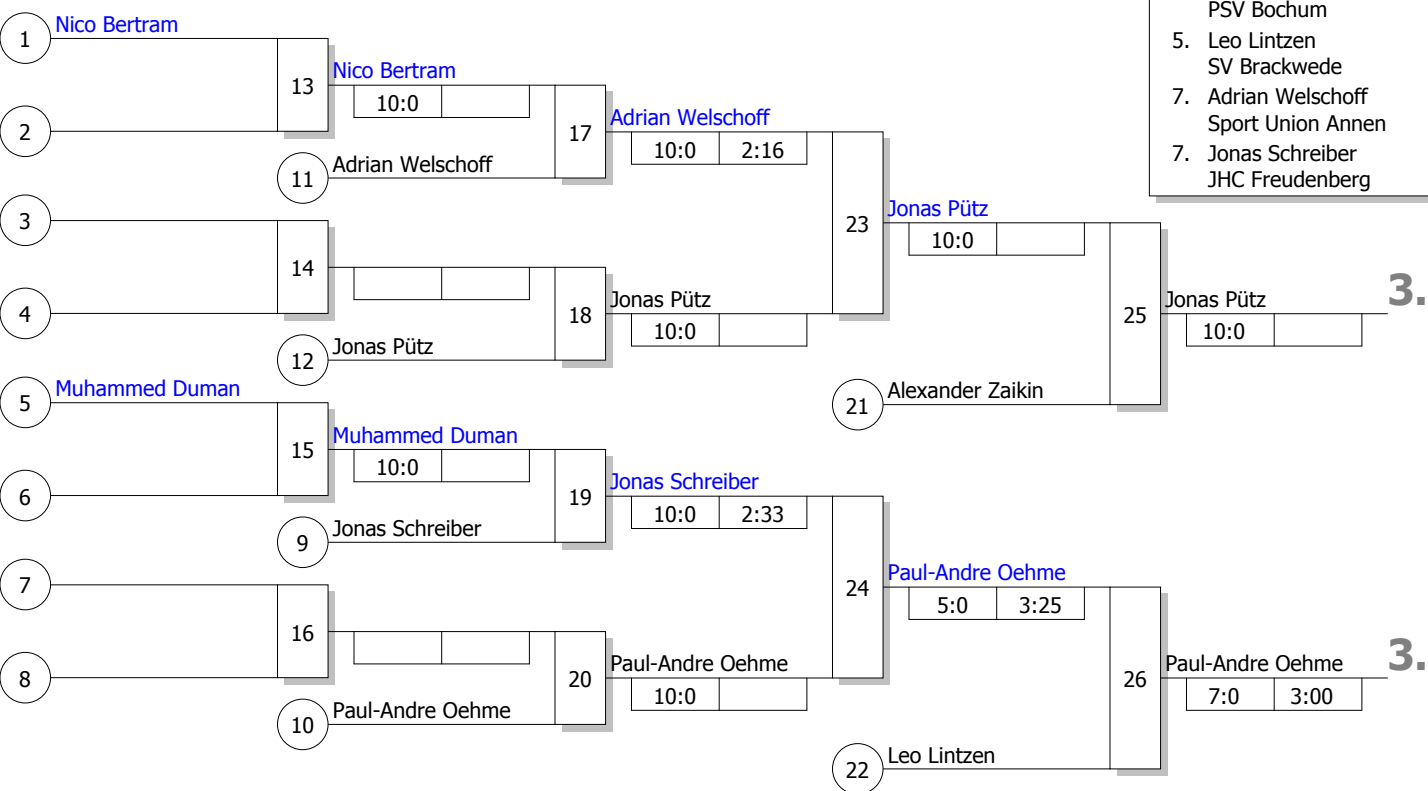 PSV Bochum
5. Leo Lintzen
SV Brackwede
7. Adrian Welschoff
Sport Union Annen
7. Jonas Schreiber
JHC Freudenberg
1 Nico Bertram
2
13
Nico Bertram
10:0
11 Adrian Welschoff
17
Adrian Welschoff
10:0 2:16
3
4
14
12 Jonas Pütz
18
Jonas Pütz
10:0
23
Jonas Pütz
10:0
21 Alexander Zaikin
25
Jonas Pütz
10:0
3.
5 Muhammed Duman
6
15
Muhammed Duman
10:0
9 Jonas Schreiber
19
Jonas Schreiber
10:0 2:33
7
8
16
10 Paul-Andre Oehme
20
Paul-Andre Oehme
10:0
24
Paul-Andre Oehme
5:0 3:25
22 Leo Lintzen
26
Paul-Andre Oehme
7:0 3:00
3.